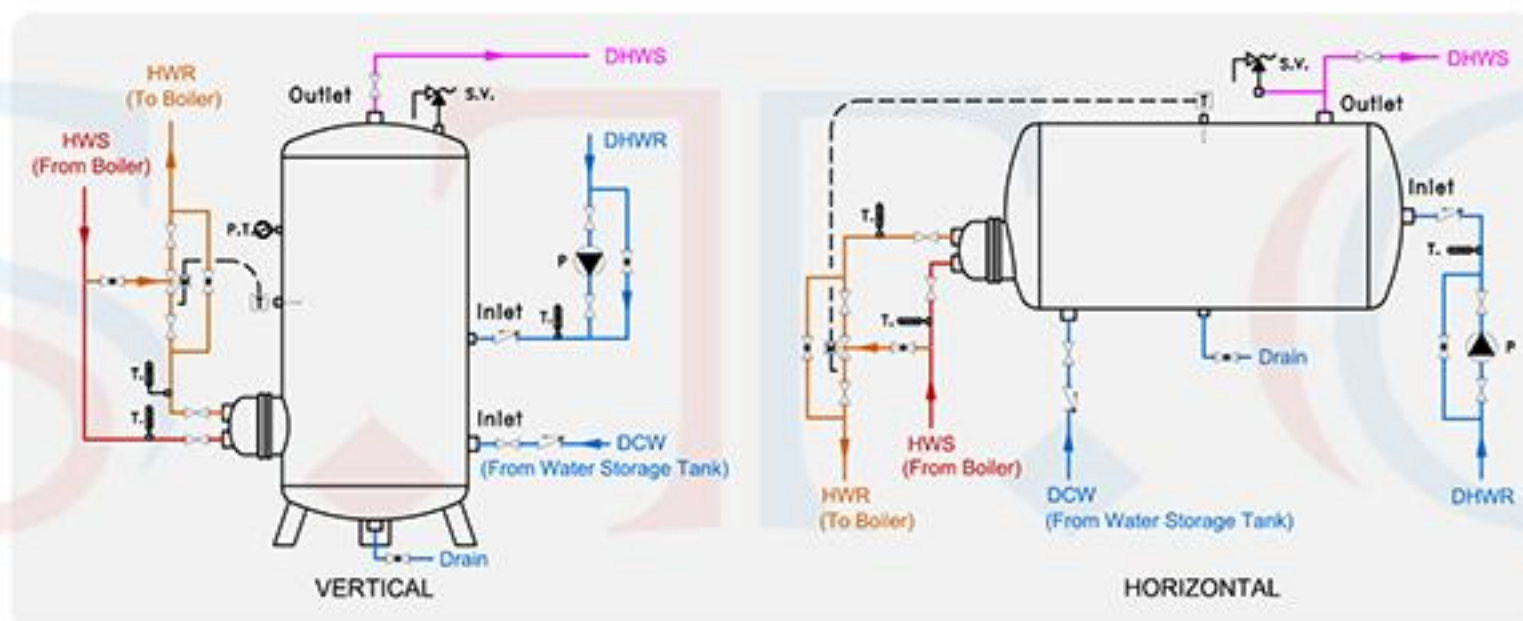 DHWS
HWR
(To Boiler)
Outlet
S.V.
HWS
(From Boiler)
DHWR
P.T.
P
T
Inlet
T.
T.
T.
Inlet
DCW
(From Water Storage Tank)
Drain
VERTICAL
S.V.
DHWS
T
Outlet
Inlet
T.
T.
T.
P
Drain
HWS
(From Boiler)
HWR
(To Boiler)
DCW
(From Water Storage Tank)
DHWR
HORIZONTAL